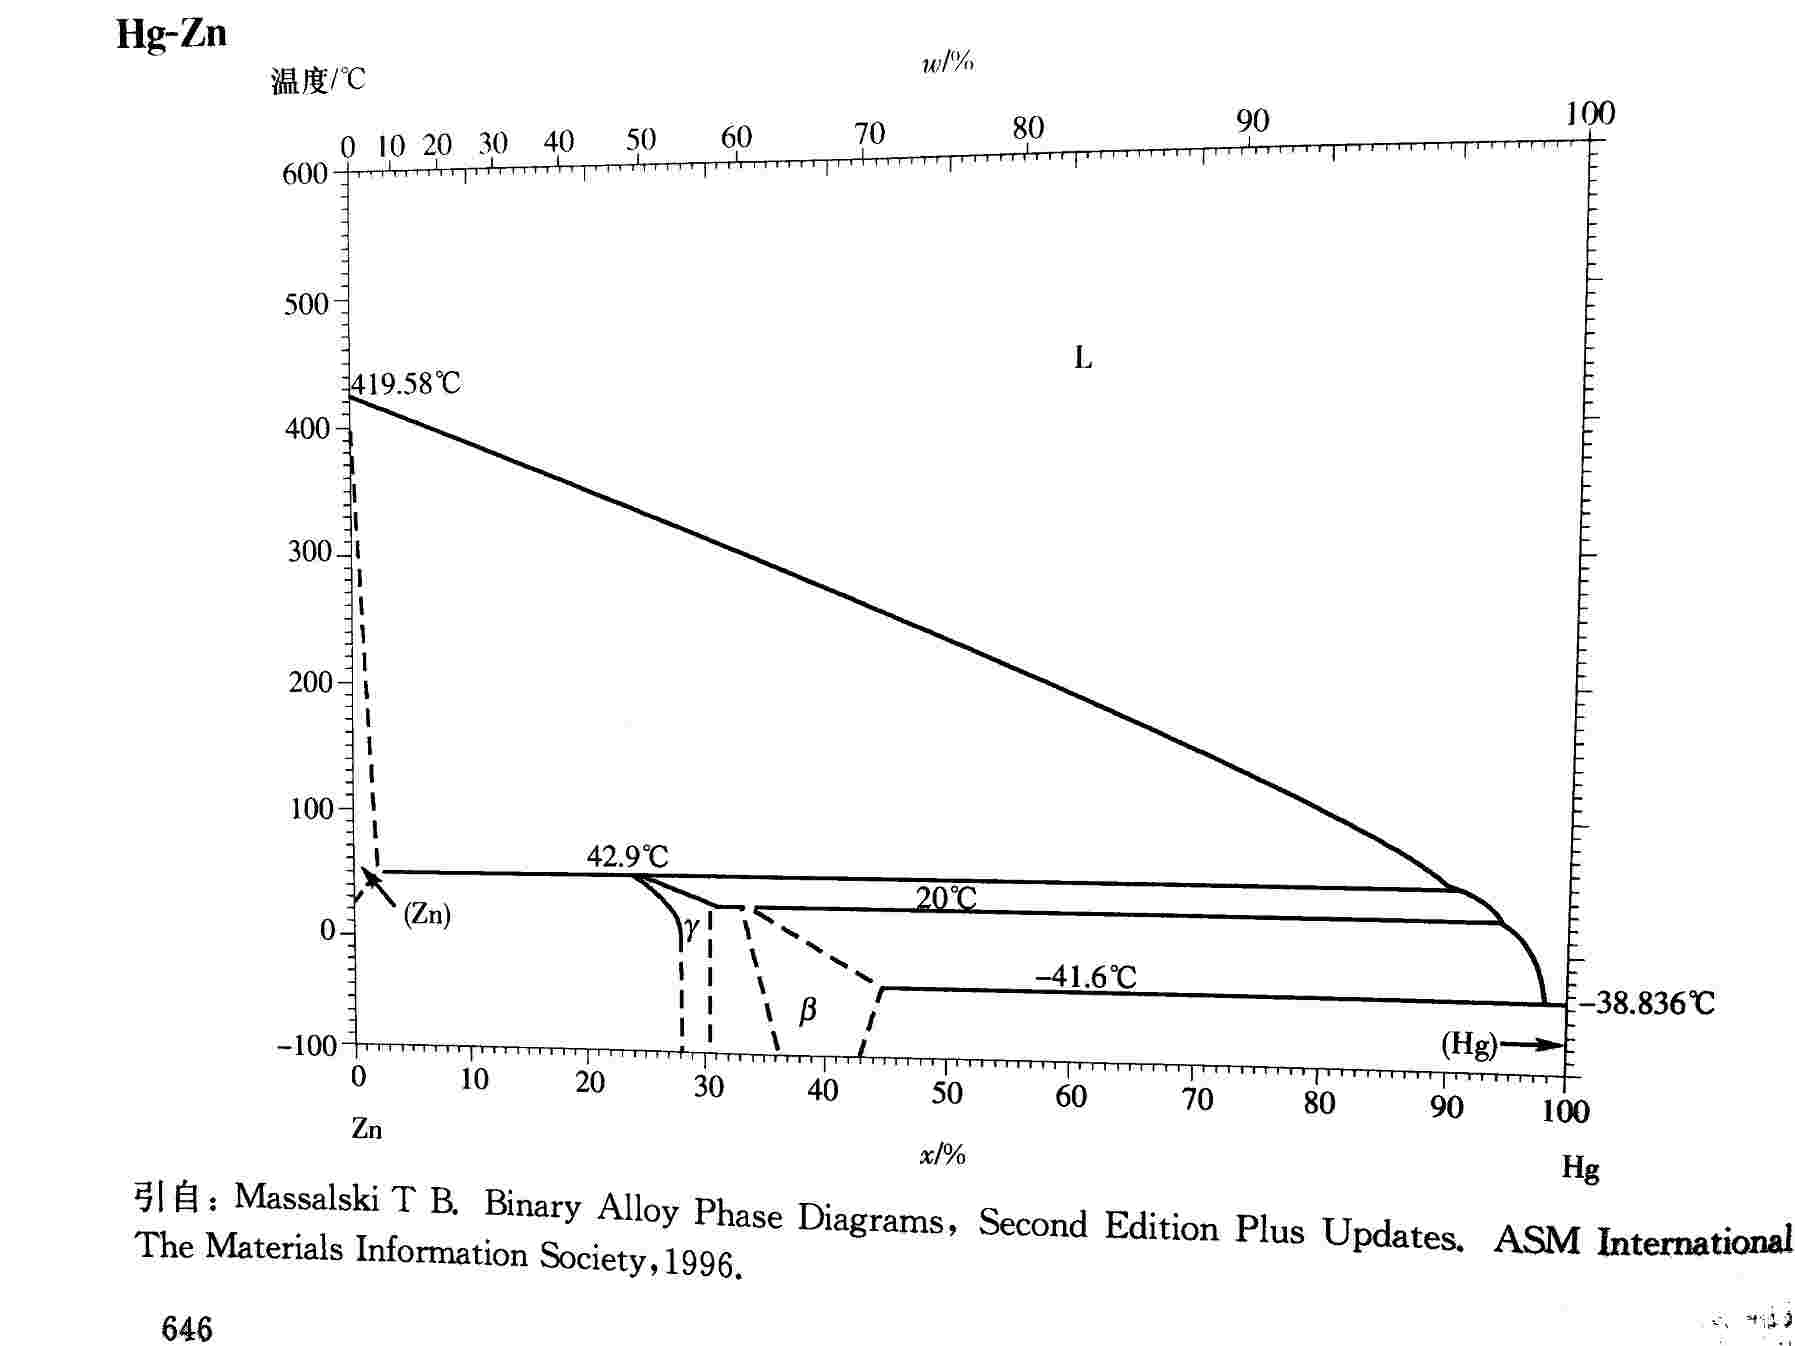 Hg-Zn
温度/℃
w/%
0 10 20 30 40 50 60 70 80 90 100
600
500
L
419.58℃
400
300
200
100
42.9℃
20℃
(Zn)
γ
0
-41.6℃
β
-38.836℃
(Hg)
-100
0 10 20 30 40 50 60 70 80 90 100
Zn
x/%
Hg
引自：Massalski T B. Binary Alloy Phase Diagrams, Second Edition Plus Updates. ASM International
The Materials Information Society,1996.
646